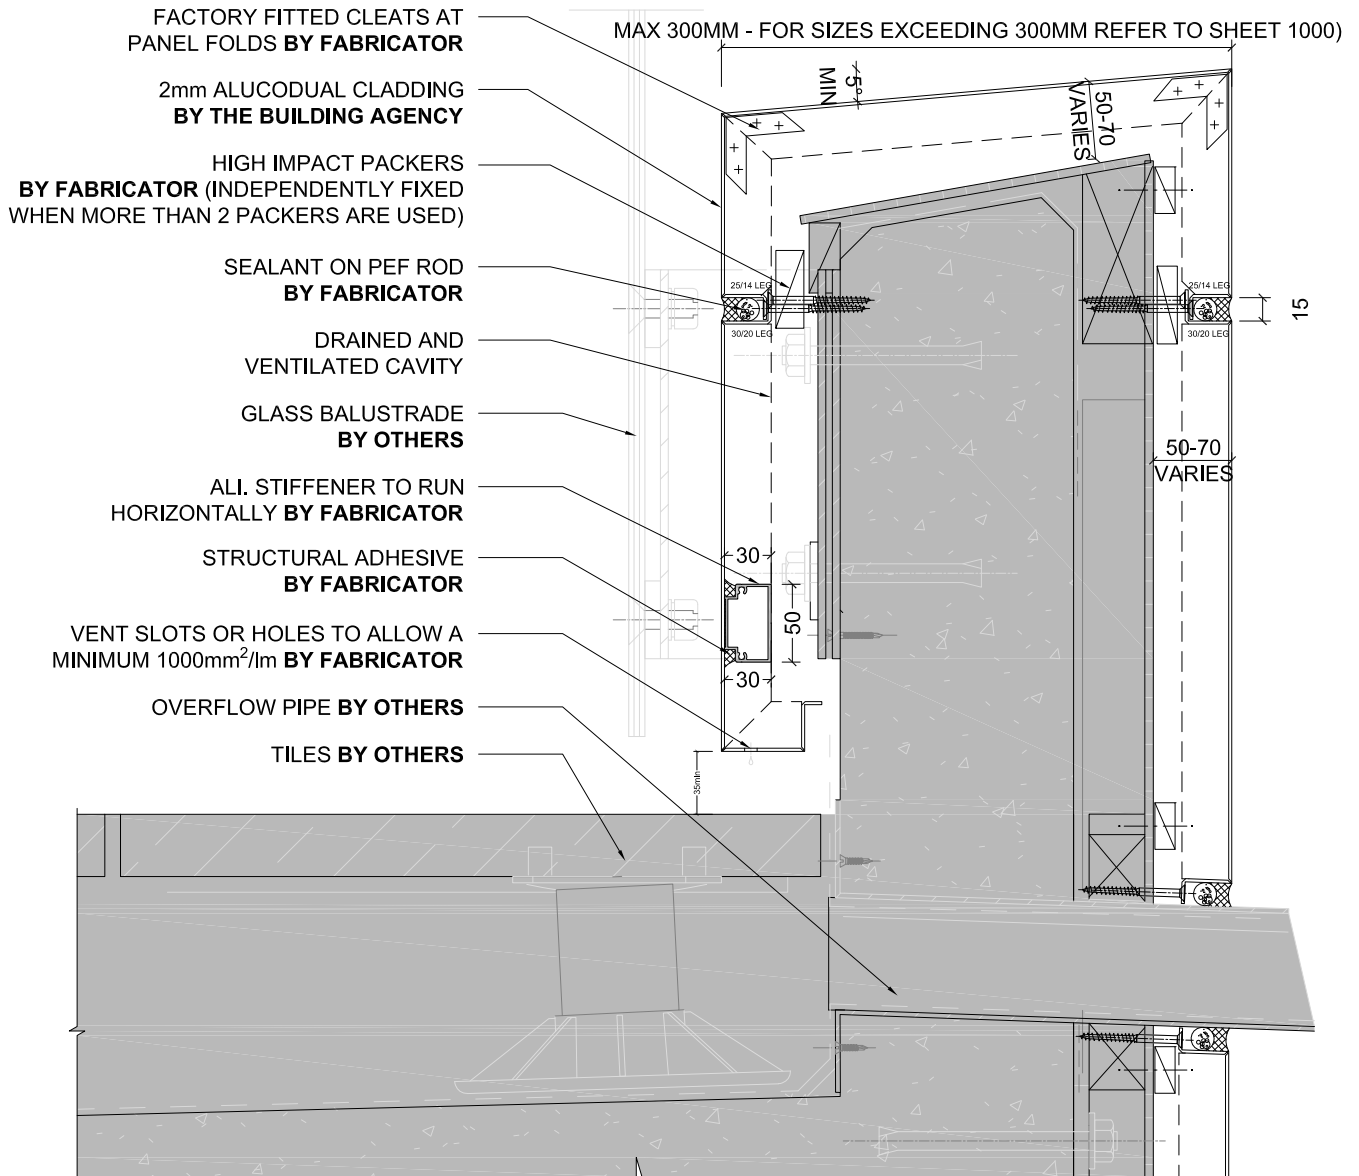 FACTORY FITTED CLEATS AT
PANEL FOLDS BY FABRICATOR
2mm ALUCODUAL CLADDING
BY THE BUILDING AGENCY
HIGH IMPACT PACKERS
BY FABRICATOR (INDEPENDENTLY FIXED
WHEN MORE THAN 2 PACKERS ARE USED)
SEALANT ON PEF ROD
BY FABRICATOR
DRAINED AND
VENTILATED CAVITY
GLASS BALUSTRADE
BY OTHERS
ALI. STIFFENER TO RUN
HORIZONTALLY BY FABRICATOR
STRUCTURAL ADHESIVE
BY FABRICATOR
VENT SLOTS OR HOLES TO ALLOW A
MINIMUM 1000mm²/lm BY FABRICATOR
OVERFLOW PIPE BY OTHERS
TILES BY OTHERS
MAX 300MM - FOR SIZES EXCEEDING 300MM REFER TO SHEET 1000)
5°
MIN
50-70
VARIES
25/14 LEG
30/20 LEG
25/14 LEG
30/20 LEG
15
50-70
VARIES
30
50
30
35min